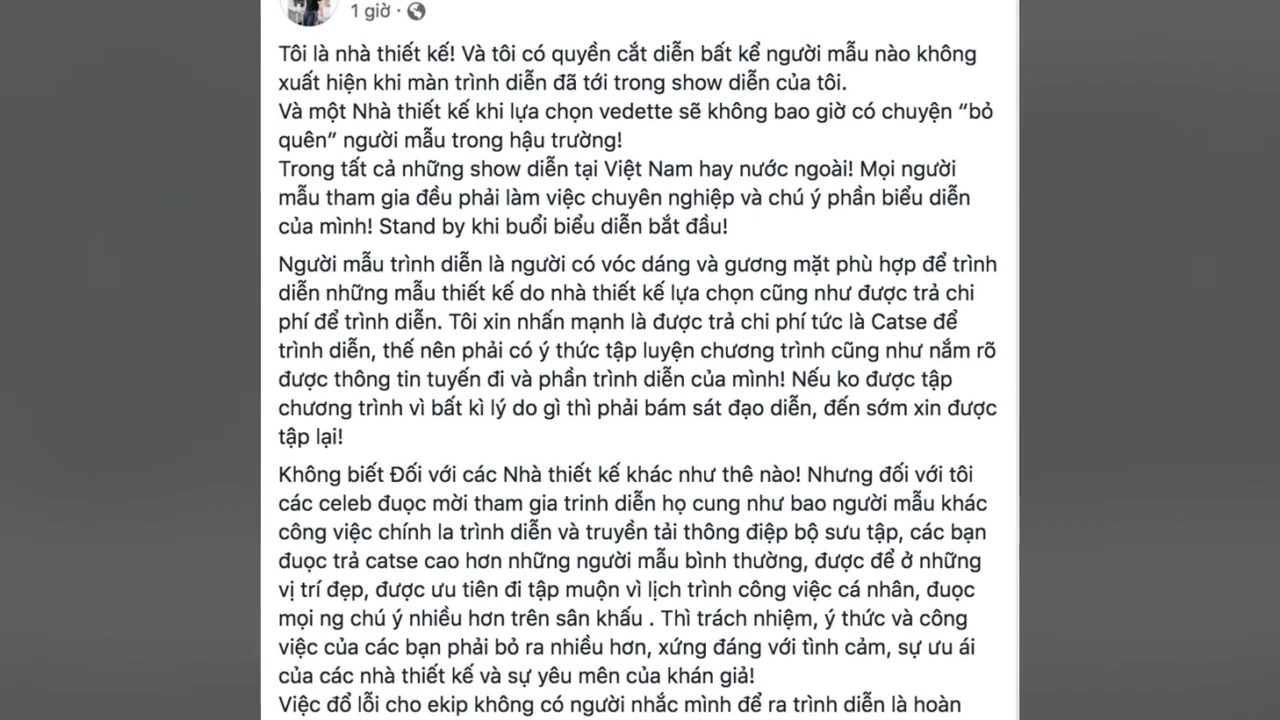 1 giờ ·
Tôi là nhà thiết kế! Và tôi có quyền cắt diễn bất kể người mẫu nào không
xuất hiện khi màn trình diễn đã tới trong show diễn của tôi.
Và một Nhà thiết kế khi lựa chọn vedette sẽ không bao giờ có chuyện “bỏ
quên” người mẫu trong hậu trường!
Trong tất cả những show diễn tại Việt Nam hay nước ngoài! Mọi người
mẫu tham gia đều phải làm việc chuyên nghiệp và chú ý phần biểu diễn
của mình! Stand by khi buổi biểu diễn bắt đầu!
Người mẫu trình diễn là người có vóc dáng và gương mặt phù hợp để trình
diễn những mẫu thiết kế do nhà thiết kế lựa chọn cũng như được trả chi
phí để trình diễn. Tôi xin nhấn mạnh là được trả chi phí tức là Catse để
trình diễn, thế nên phải có ý thức tập luyện chương trình cũng như nắm rõ
được thông tin tuyến đi và phần trình diễn của mình! Nếu ko được tập
chương trình vì bất kì lý do gì thì phải bám sát đạo diễn, đến sớm xin được
tập lại!
Không biết Đối với các Nhà thiết kế khác như thê nào! Nhưng đối với tôi
các celeb đuọc mời tham gia trinh diễn họ cung như bao người mẫu khác
công việc chính la trình diễn và truyền tải thông điệp bộ sưu tập, các bạn
đuọc trả catse cao hơn những người mẫu bình thường, được để ở những
vị trí đẹp, được ưu tiên đi tập muộn vì lịch trình công việc cá nhân, đuọc
mọi ng chú ý nhiều hơn trên sân khấu . Thì trách nhiệm, ý thức và công
việc của các bạn phải bỏ ra nhiều hơn, xứng đáng với tình cảm, sự ưu ái
của các nhà thiết kế và sự yêu mên của khán giả!
Việc đổ lỗi cho ekip không có người nhắc mình để ra trình diễn là hoàn